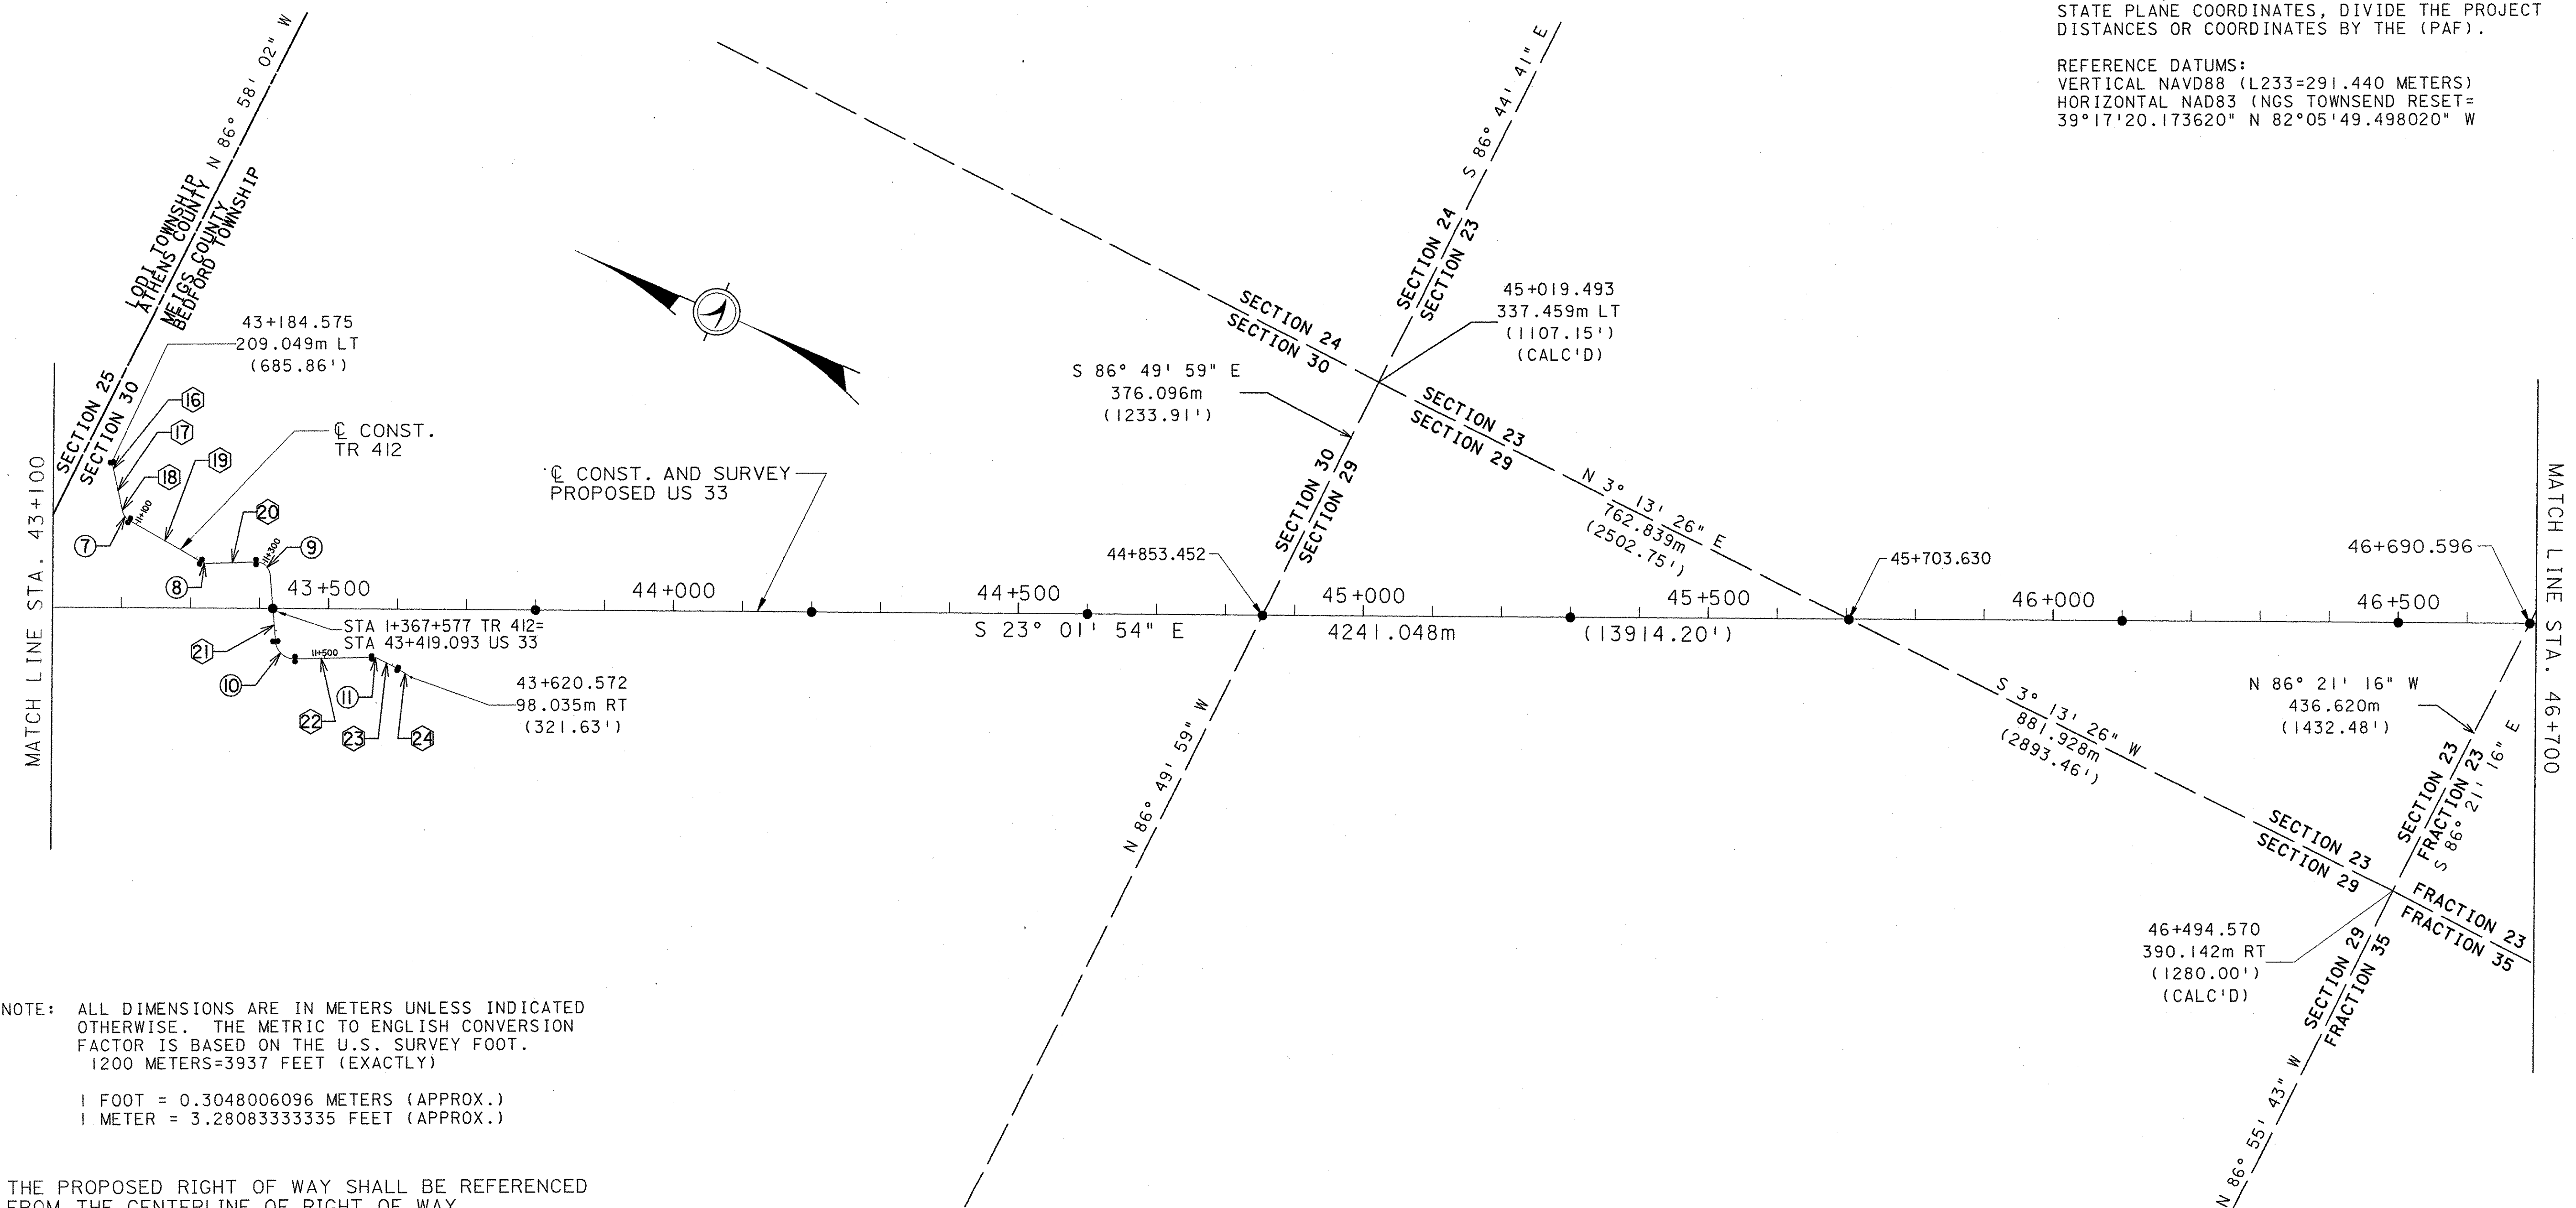 STATE PLANE COORDINATES, DIVIDE THE PROJECT
DISTANCES OR COORDINATES BY THE (PAF).
REFERENCE DATUMS:
VERTICAL NAVD88 (L233=291.440 METERS)
HORIZONTAL NAD83 (NGS TOWNSEND RESET=
39°17'20.173620" N 82°05'49.498020" W
N 86° 58' 02" W
LODI TOWNSHIP
ATHENS COUNTY
MEIGS COUNTY
BEDFORD TOWNSHIP
SECTION 25
SECTION 30
43+184.575
209.049m LT
(685.86')
16
17
18
19
20
7
8
9
11+100
11+300
℄ CONST.
TR 412
℄ CONST. AND SURVEY
PROPOSED US 33
MATCH LINE STA. 43+100
43+500
44+000
44+500
45+000
45+500
46+000
46+500
STA 1+367+577 TR 412=
STA 43+419.093 US 33
21
10
11+500
11
22
23
24
43+620.572
98.035m RT
(321.63')
S 23° 01' 54" E
4241.048m
(13914.20')
44+853.452
S 86° 49' 59" E
376.096m
(1233.91')
SECTION 24
SECTION 30
SECTION 24
SECTION 23
S 86° 44' 41" E
45+019.493
337.459m LT
(1107.15')
(CALC'D)
SECTION 23
SECTION 29
SECTION 30
SECTION 29
N 3° 13' 26" E
762.839m
(2502.75')
45+703.630
46+690.596
N 86° 49' 59" W
S 3° 13' 26" W
881.928m
(2893.46')
N 86° 21' 16" W
436.620m
(1432.48')
SECTION 23
FRACTION 23
S 86° 21' 16" E
SECTION 23
SECTION 29
FRACTION 23
FRACTION 35
46+494.570
390.142m RT
(1280.00')
(CALC'D)
SECTION 29
FRACTION 35
N 86° 55' 43" W
MATCH LINE STA. 46+700
NOTE: ALL DIMENSIONS ARE IN METERS UNLESS INDICATED
OTHERWISE. THE METRIC TO ENGLISH CONVERSION
FACTOR IS BASED ON THE U.S. SURVEY FOOT.
1200 METERS=3937 FEET (EXACTLY)
1 FOOT = 0.3048006096 METERS (APPROX.)
1 METER = 3.28083333335 FEET (APPROX.)
THE PROPOSED RIGHT OF WAY SHALL BE REFERENCED
FROM THE CENTERLINE OF RIGHT OF WAY